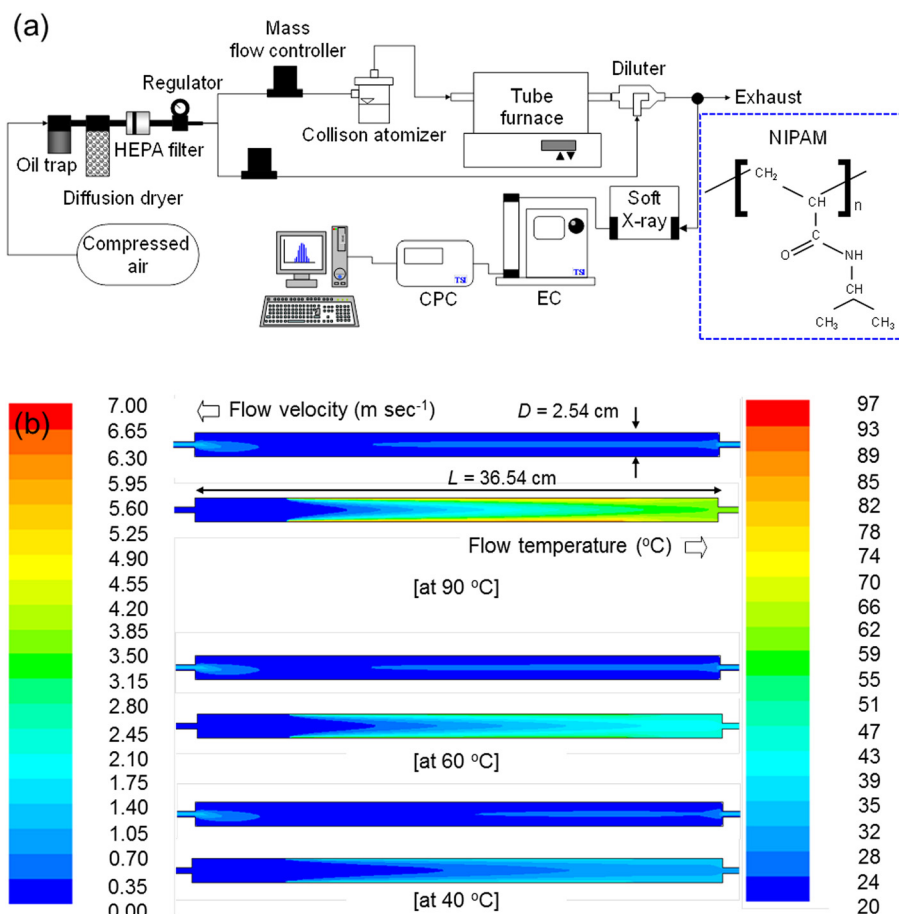 (a)
Mass
flow controller
Regulator
Diluter
Tube
furnace
Exhaust
Oil trap
HEPA filter
Collison atomizer
NIPAM
Diffusion dryer
Soft
X-ray
Compressed
air
TSI
TSI
CPC
EC
CH2
CH
n
C
O
NH
CH
CH3
CH3
(b)
7.00
6.65
6.30
5.95
5.60
5.25
4.90
4.55
4.20
3.85
3.50
3.15
2.80
2.45
2.10
1.75
1.40
1.05
0.70
0.35
0.00
Flow velocity (m sec-1)
D = 2.54 cm
L = 36.54 cm
Flow temperature (oC)
[at 90 oC]
[at 60 oC]
[at 40 oC]
97
93
89
85
82
78
74
70
66
62
59
55
51
47
43
39
35
32
28
24
20